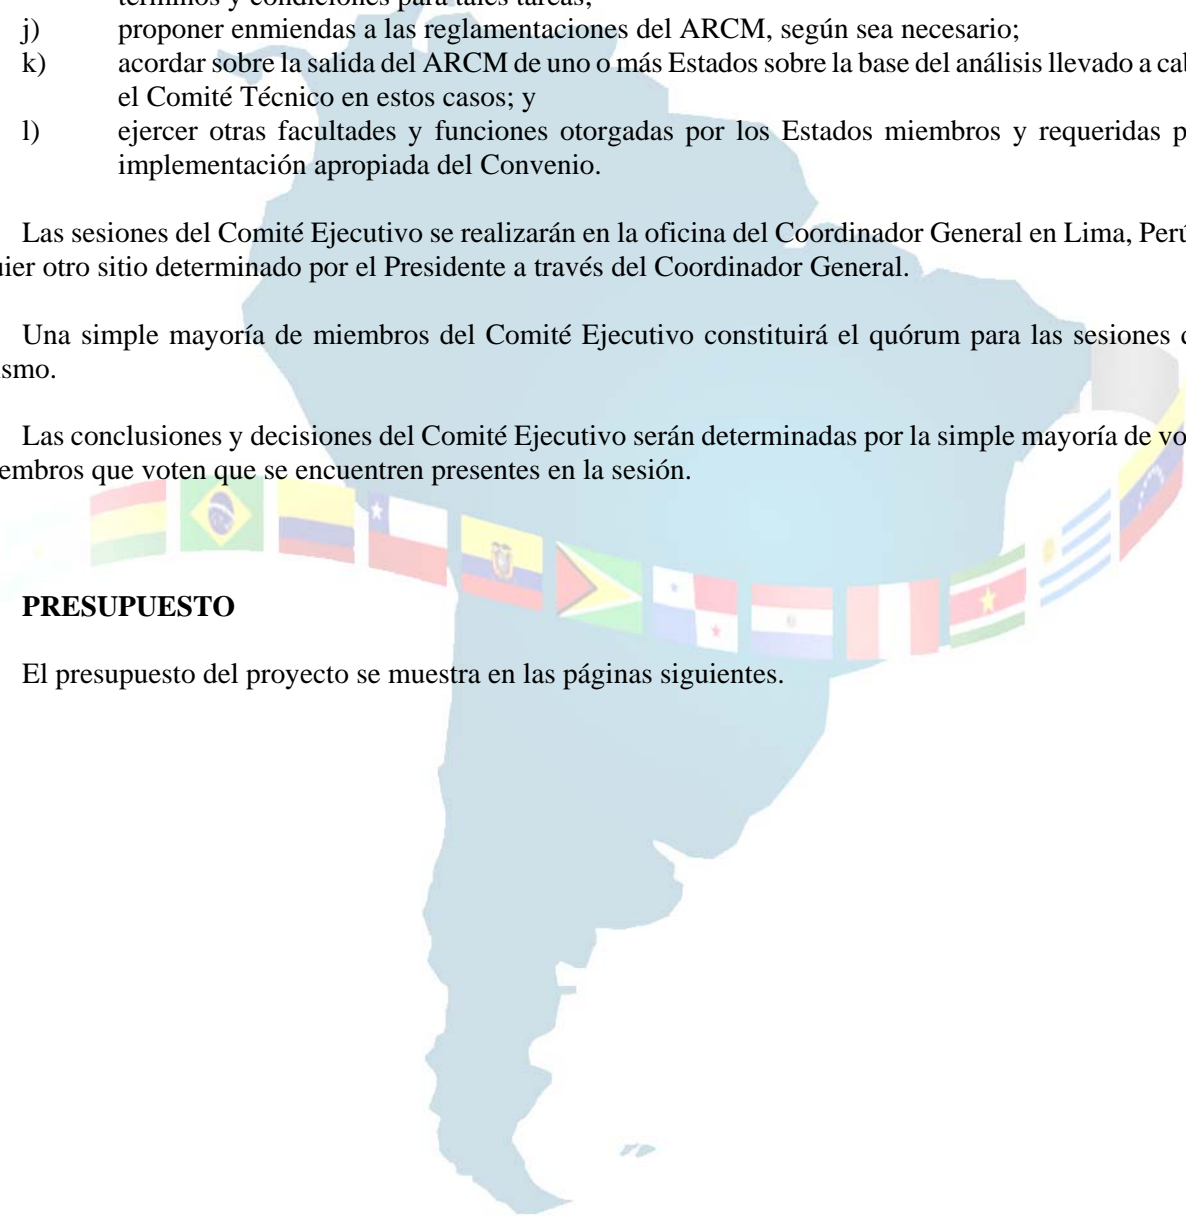 términos y condiciones para tales tareas;
j) proponer enmiendas a las reglamentaciones del ARCM, según sea necesario;
k) acordar sobre la salida del ARCM de uno o más Estados sobre la base del análisis llevado a
el Comité Técnico en estos casos; y
l) ejercer otras facultades y funciones otorgadas por los Estados miembros y requeridas
implementación apropiada del Convenio.
Las sesiones del Comité Ejecutivo se realizarán en la oficina del Coordinador General en Lima, Perú
otro sitio determinado por el Presidente a través del Coordinador General.
Una simple mayoría de miembros del Comité Ejecutivo constituirá el quórum para las sesiones
Las conclusiones y decisiones del Comité Ejecutivo serán determinadas por la simple mayoría de
que voten que se encuentren presentes en la sesión.
PRESUPUESTO
El presupuesto del proyecto se muestra en las páginas siguientes.